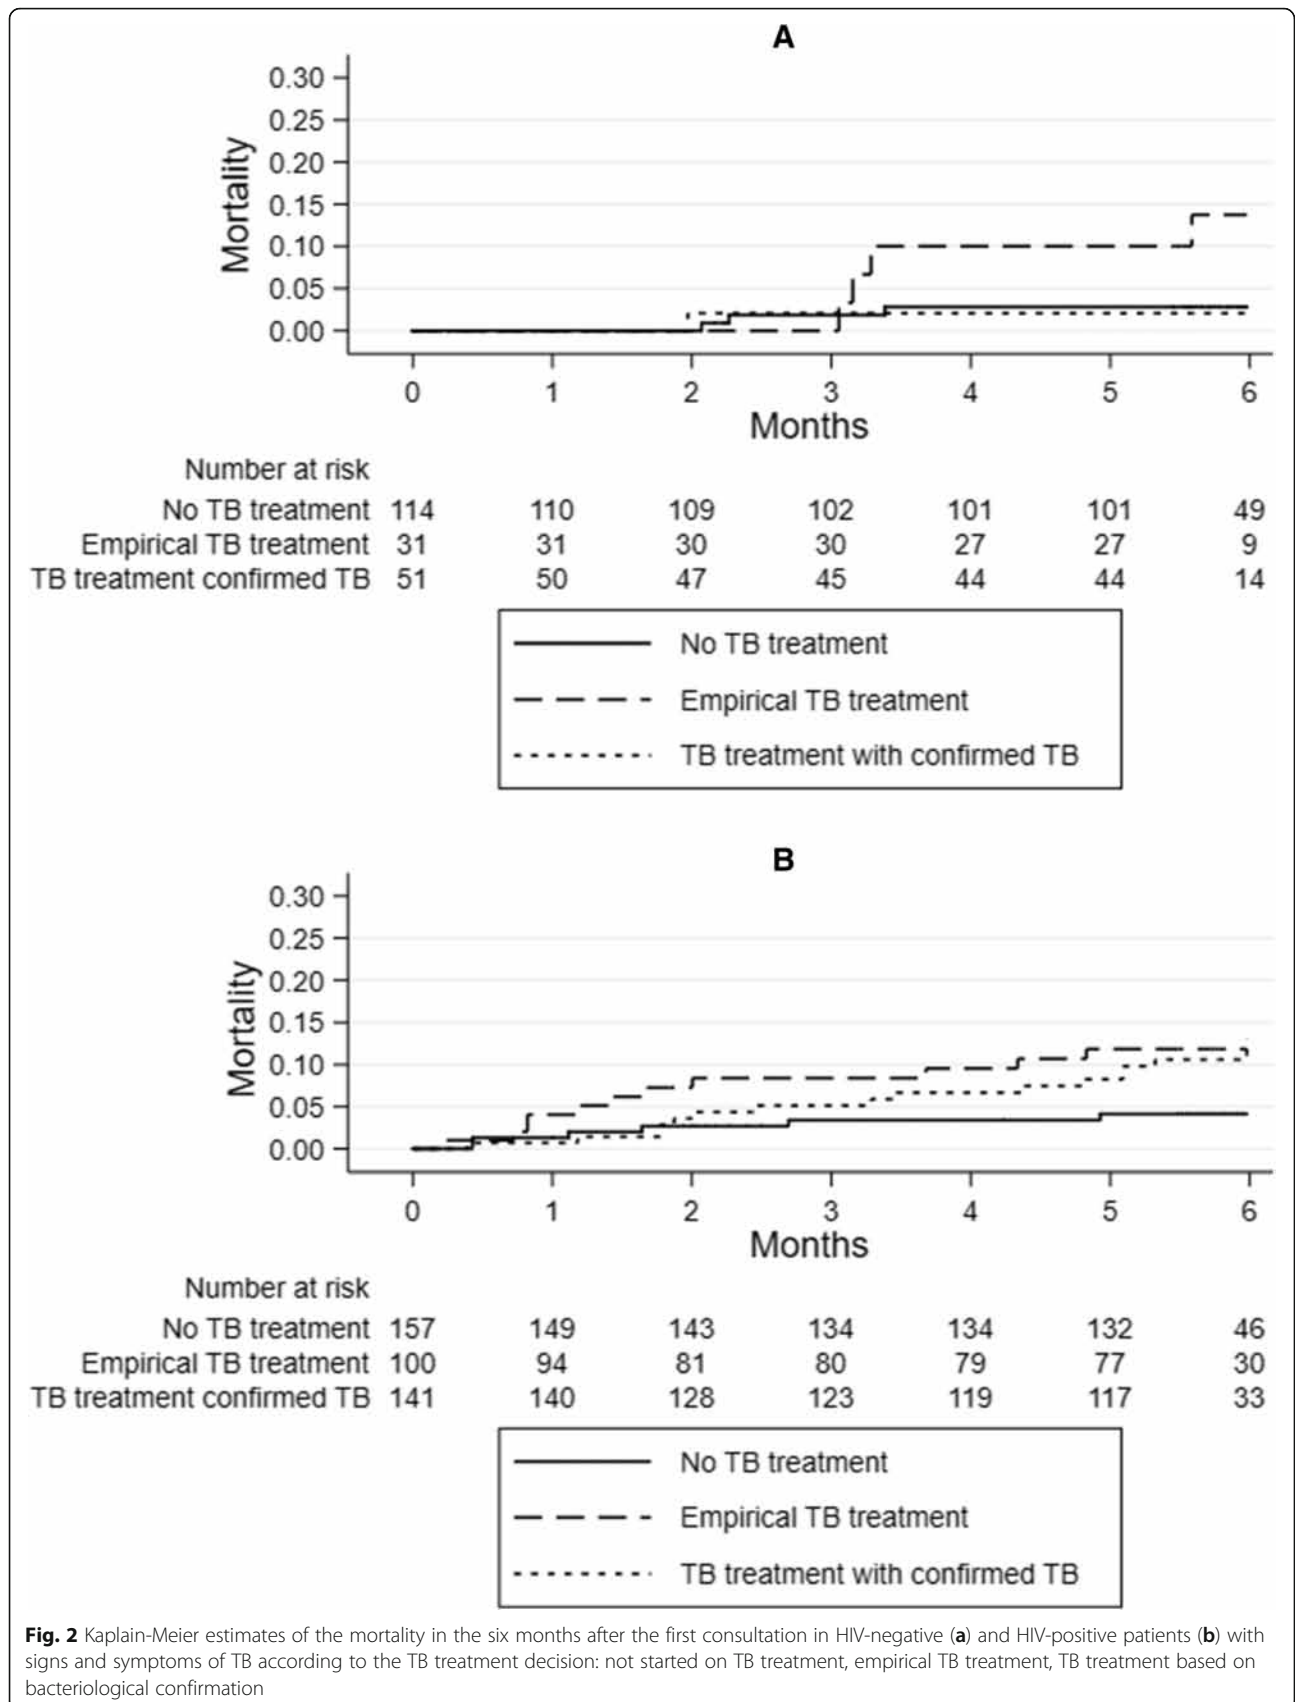 A
0.30
0.25
0.20
0.15
0.10
0.05
0.00
Mortality
0 1 2 3 4 5 6
Months
Number at risk
No TB treatment 114 110 109 102 101 101 49
Empirical TB treatment 31 31 30 30 27 27 9
TB treatment confirmed TB 51 50 47 45 44 44 14
No TB treatment
Empirical TB treatment
TB treatment with confirmed TB
B
0.30
0.25
0.20
0.15
0.10
0.05
0.00
Mortality
0 1 2 3 4 5 6
Months
Number at risk
No TB treatment 157 149 143 134 134 132 46
Empirical TB treatment 100 94 81 80 79 77 30
TB treatment confirmed TB 141 140 128 123 119 117 33
No TB treatment
Empirical TB treatment
TB treatment with confirmed TB
Fig. 2 Kaplain-Meier estimates of the mortality in the six months after the first consultation in HIV-negative (a) and HIV-positive patients (b) with
signs and symptoms of TB according to the TB treatment decision: not started on TB treatment, empirical TB treatment, TB treatment based on
bacteriological confirmation